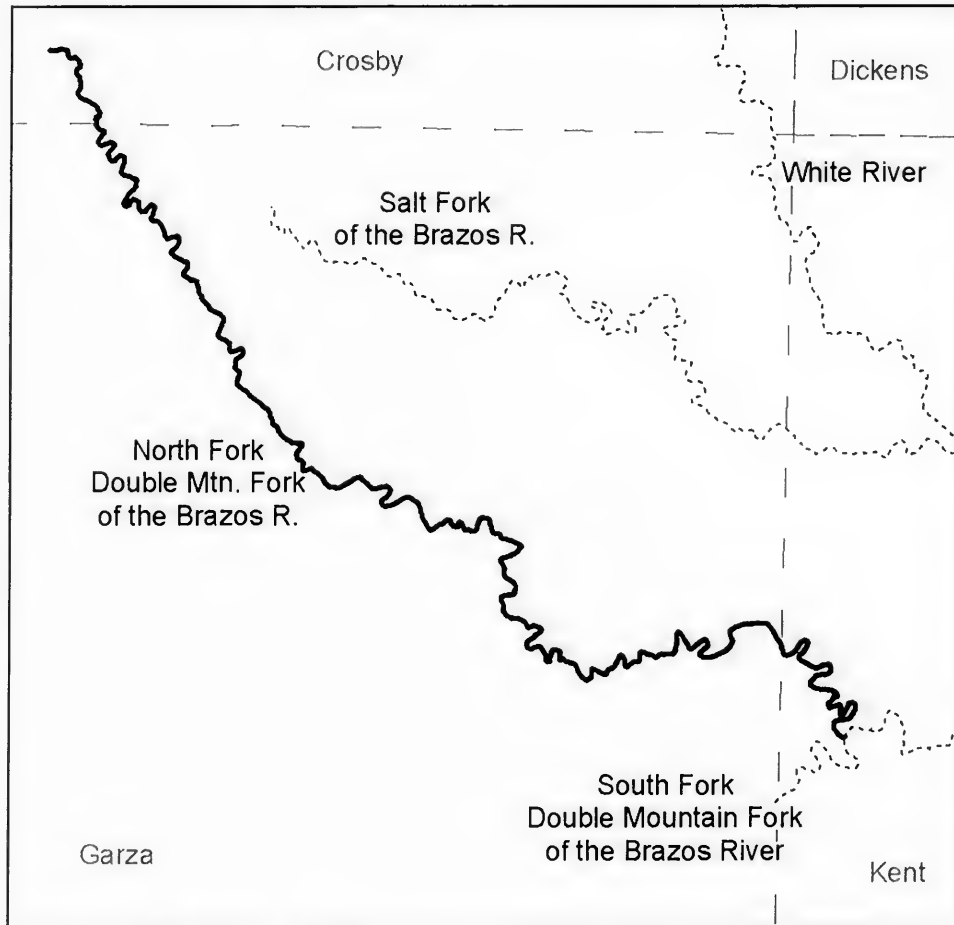 Crosby
Dickens
White River
Salt Fork
of the Brazos R.
North Fork
Double Mtn. Fork
of the Brazos R.
South Fork
Double Mountain Fork
of the Brazos River
Garza
Kent